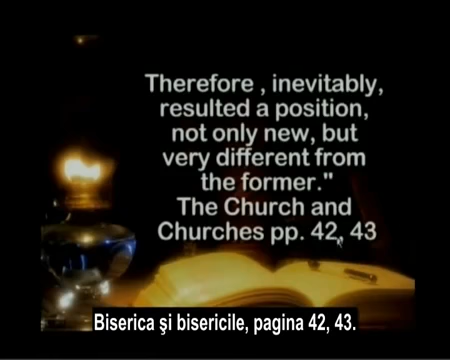 Therefore , inevitably,
resulted a position,
not only new, but
very different from
the former."
The Church and
Churches pp. 42, 43
Biserica şi bisericile, pagina 42, 43.